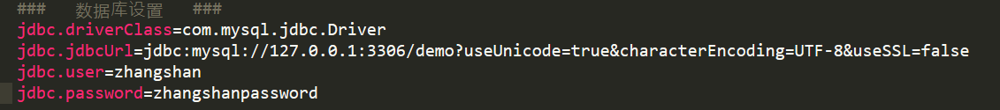 ### 数据库设置 ###
jdbc.driverClass=com.mysql.jdbc.Driver
jdbc.jdbcUrl=jdbc:mysql://127.0.0.1:3306/demo?useUnicode=true&characterEncoding=UTF-8&useSSL=false
jdbc.user=zhangshan
jdbc.password=zhangshanpassword